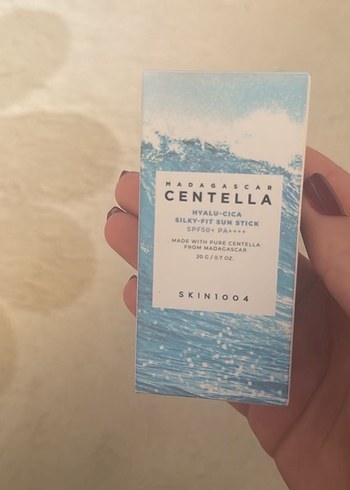 MADAGASCAR
CENTELLA
HYALU-CICA
SILKY-FIT SUN STICK
SPF50+ PA++++
MADE WITH PURE CENTELLA
FROM MADAGASCAR
20 G / 0.7 OZ.
SKIN1004